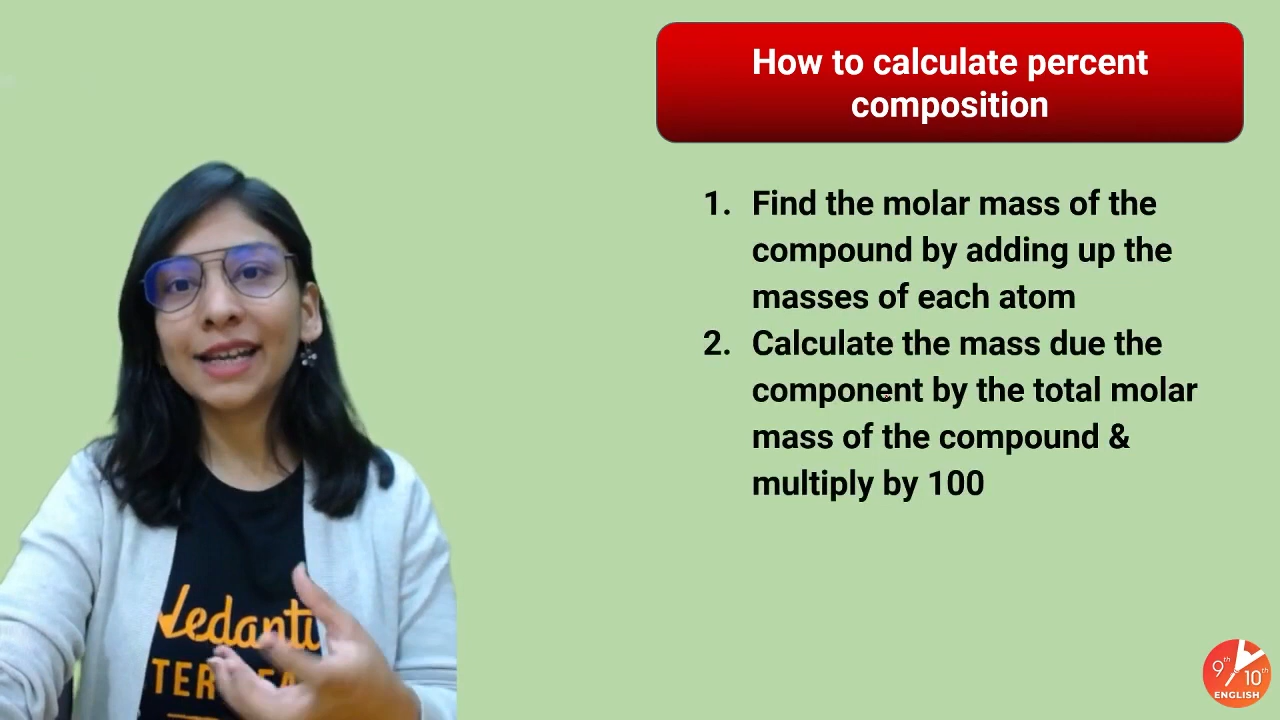 How to calculate percent
composition
1. Find the molar mass of the
compound by adding up the
masses of each atom
2. Calculate the mass due the
component by the total molar
mass of the compound &
multiply by 100
9th
10th
ENGLISH